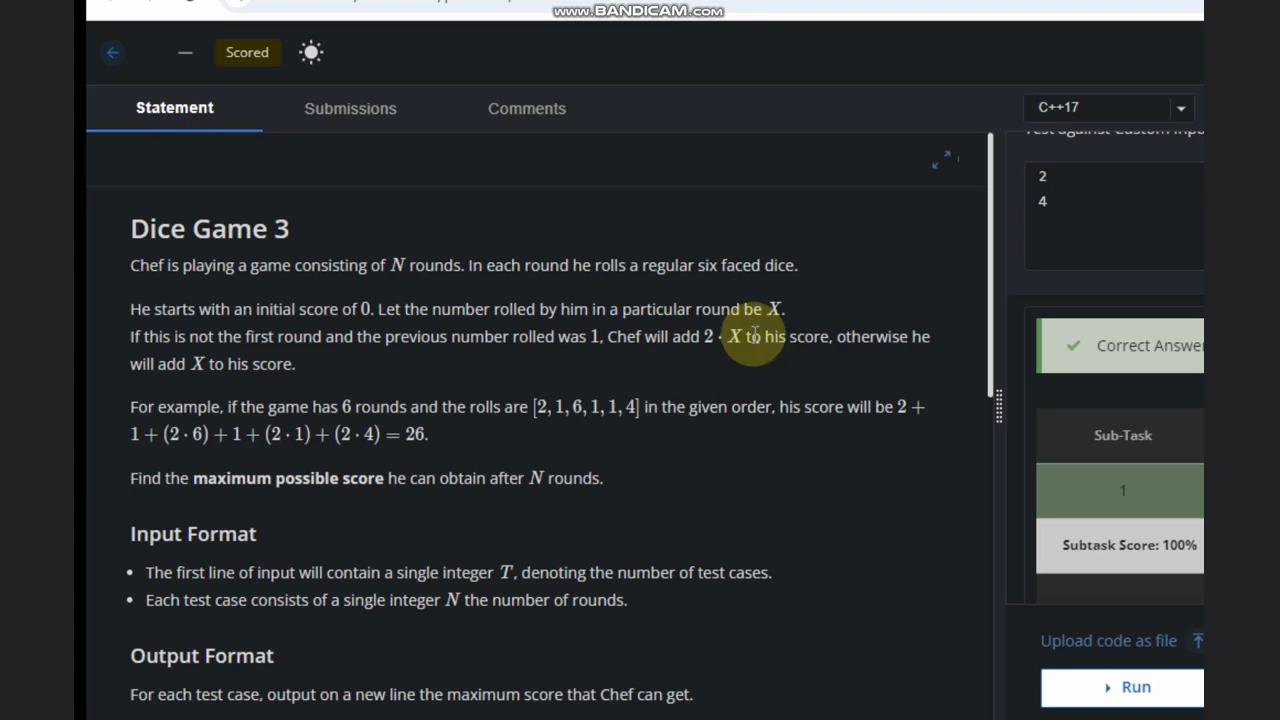 www.BANDICAM.com
Scored
Statement Submissions Comments
C++17
Test against Custom Inpu
2
4
Dice Game 3
Chef is playing a game consisting of N rounds. In each round he rolls a regular six faced dice.
He starts with an initial score of 0. Let the number rolled by him in a particular round be X.
If this is not the first round and the previous number rolled was 1, Chef will add 2 · X to his score, otherwise he
will add X to his score.
For example, if the game has 6 rounds and the rolls are [2, 1, 6, 1, 1, 4] in the given order, his score will be 2 +
1 + (2 · 6) + 1 + (2 · 1) + (2 · 4) = 26.
Find the maximum possible score he can obtain after N rounds.
Input Format
• The first line of input will contain a single integer T, denoting the number of test cases.
• Each test case consists of a single integer N the number of rounds.
Output Format
For each test case, output on a new line the maximum score that Chef can get.
Correct Answer
Sub-Task
1
Subtask Score: 100%
Upload code as file
Run